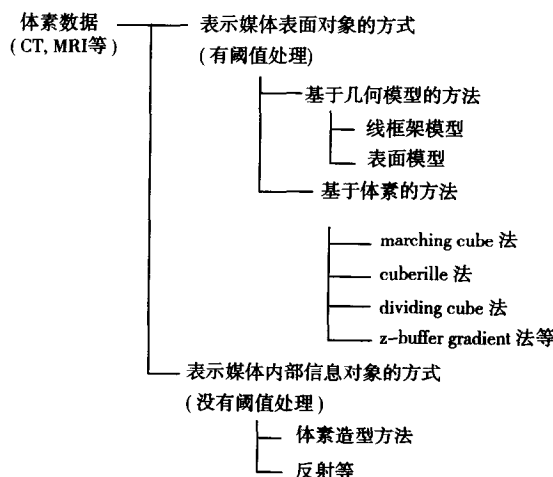 体素数据
(CT, MRI等)
表示媒体表面对象的方式
(有阈值处理)
基于几何模型的方法
线框架模型
表面模型
基于体素的方法
marching cube 法
cuberille 法
dividing cube 法
z-buffer gradient 法等
表示媒体内部信息对象的方式
(没有阈值处理)
体素造型方法
反射等